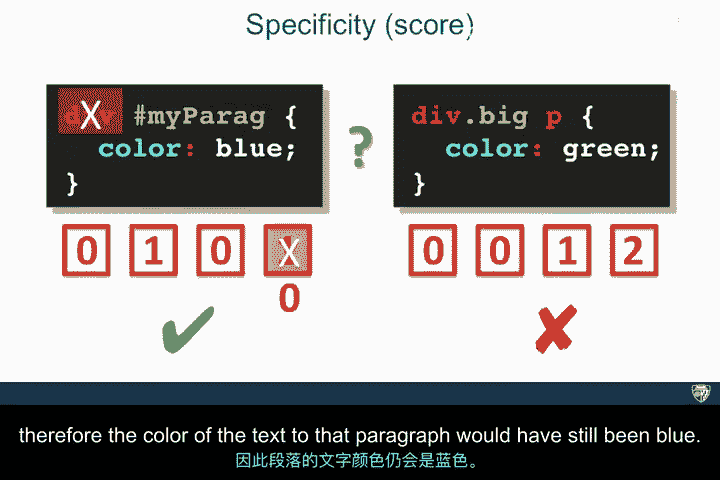 Specificity (score)
div #myParag {
color: blue;
}
X
?
div.big p {
color: green;
}
0 1 0 X
0
0 0 1 2
therefore the color of the text to that paragraph would have still been blue.
因此段落的文字颜色仍会是蓝色。